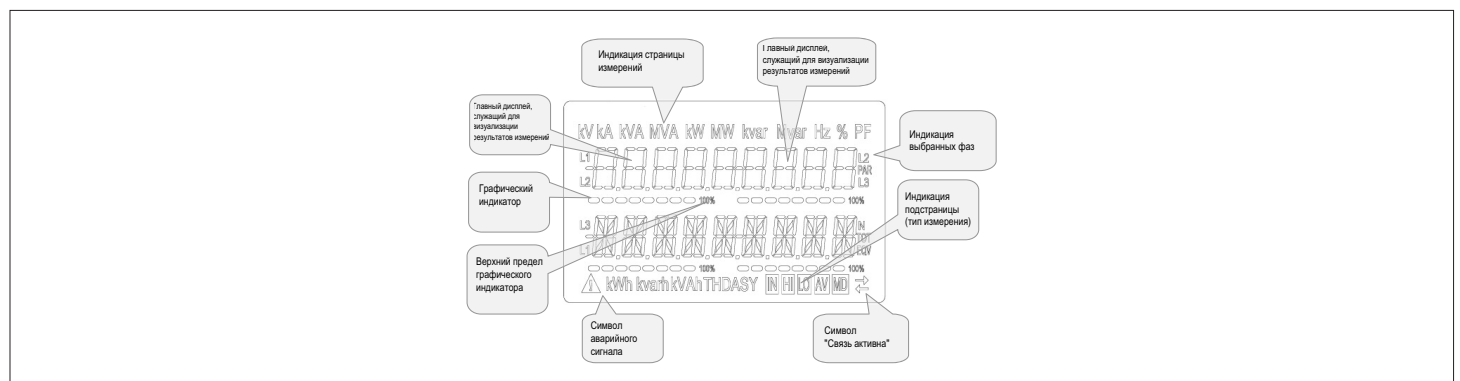 Индикация страницы
измерений
Главный дисплей,
служащий для визуализации
результатов измерений
Главный дисплей,
служащий для
визуализации
результатов измерений
kV kA kVA MVA kW MW kvar Mvar Hz % PF
Индикация
выбранных фаз
L1
L2
PAR
L2
L3
Графический
индикатор
100%
100%
Индикация
подстраницы
(тип измерения)
L3
N
L1
EQV
Верхний предел
графического
индикатора
100%
100%
kWh kvarh kVAh THD ASY IN HI LO AV MD
Символ
аварийного
сигнала
Символ
"Связь активна"